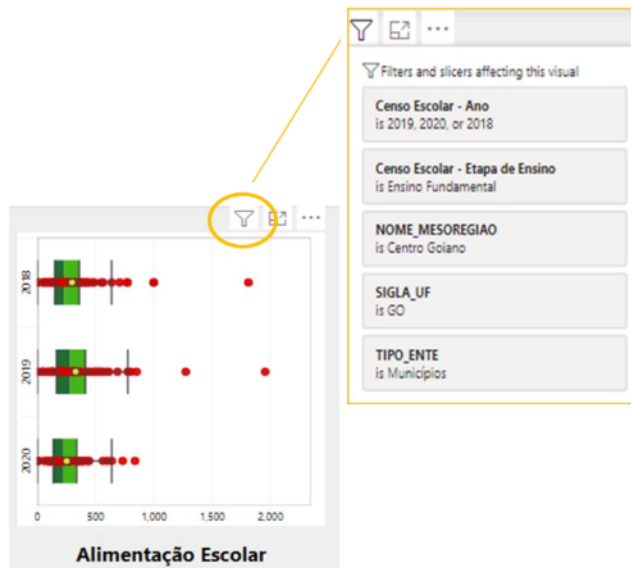 Filters and slicers affecting this visual
Censo Escolar - Ano
is 2019, 2020, or 2018
Censo Escolar - Etapa de Ensino
is Ensino Fundamental
NOME_MESOREGIAO
is Centro Goiano
SIGLA_UF
is GO
TIPO_ENTE
is Municípios
2018
2019
2020
0 500 1,000 1,500 2,000
Alimentação Escolar